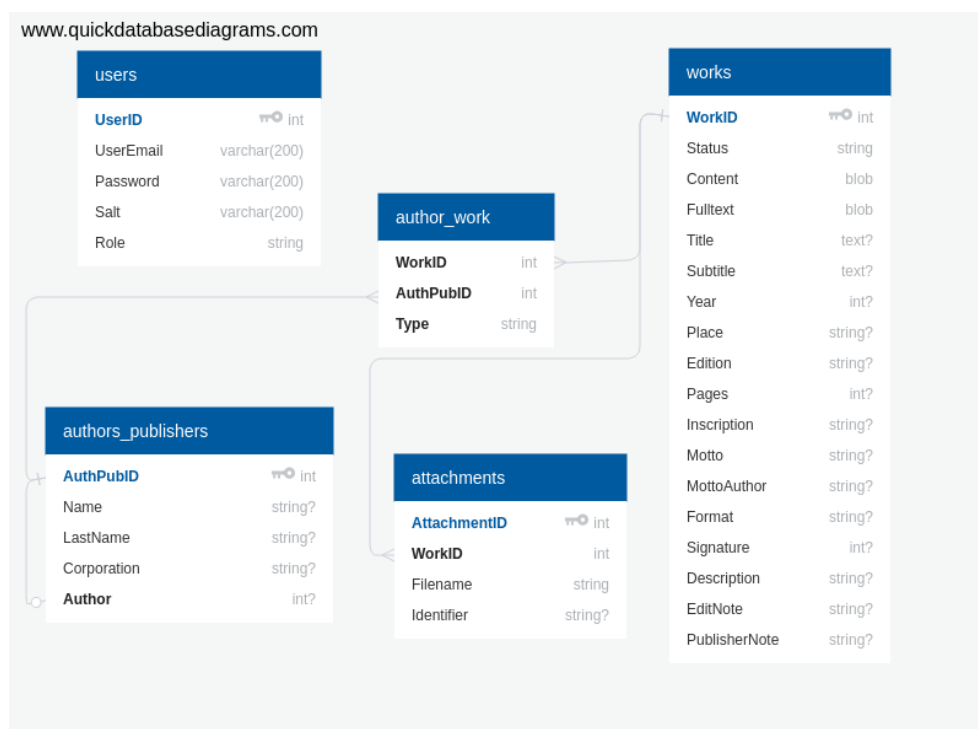 www.quickdatabasediagrams.com
users
UserID int
UserEmail varchar(200)
Password varchar(200)
Salt varchar(200)
Role string
author_work
WorkID int
AuthPubID int
Type string
authors_publishers
AuthPubID int
Name string?
LastName string?
Corporation string?
Author int?
attachments
AttachmentID int
WorkID int
Filename string
Identifier string?
works
WorkID int
Status string
Content blob
Fulltext blob
Title text?
Subtitle text?
Year int?
Place string?
Edition string?
Pages int?
Inscription string?
Motto string?
MottoAuthor string?
Format string?
Signature int?
Description string?
EditNote string?
PublisherNote string?